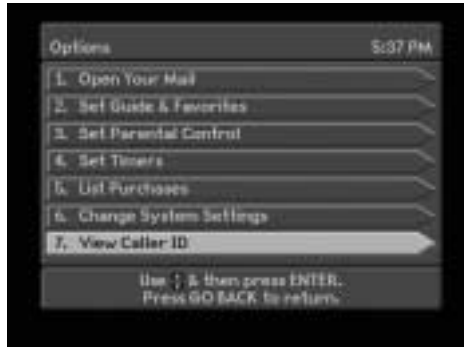 Options 5:37 PM
1. Open Your Mail
2. Set Guide & Favorites
3. Set Parental Control
4. Set Timers
5. List Purchases
6. Change System Settings
7. View Caller ID
Use & then press ENTER.
Press GO BACK to return.